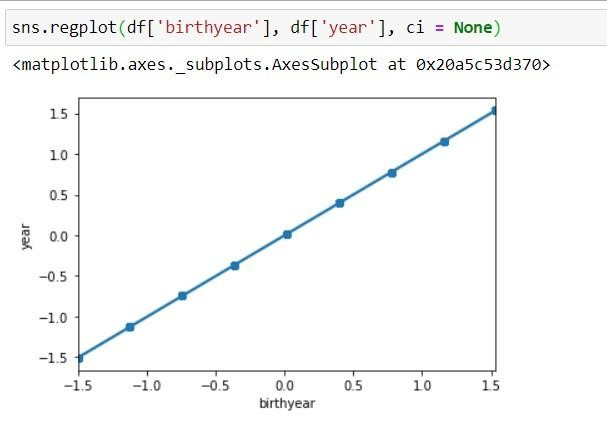 sns.regplot(df['birthyear'], df['year'], ci = None)
<matplotlib.axes._subplots.AxesSubplot at 0x20a5c53d370>
1.5
1.0
0.5
0.0
−0.5
−1.0
−1.5
year
−1.5 −1.0 −0.5 0.0 0.5 1.0 1.5
birthyear